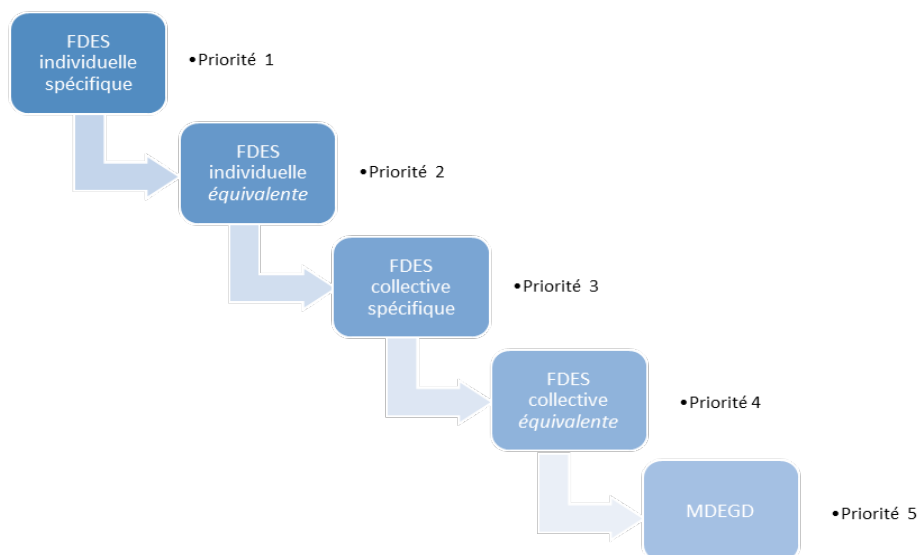 FDES
individuelle
spécifique
•Priorité 1
FDES
individuelle
équivalente
•Priorité 2
FDES
collective
spécifique
•Priorité 3
FDES
collective
équivalente
•Priorité 4
MDEGD
•Priorité 5